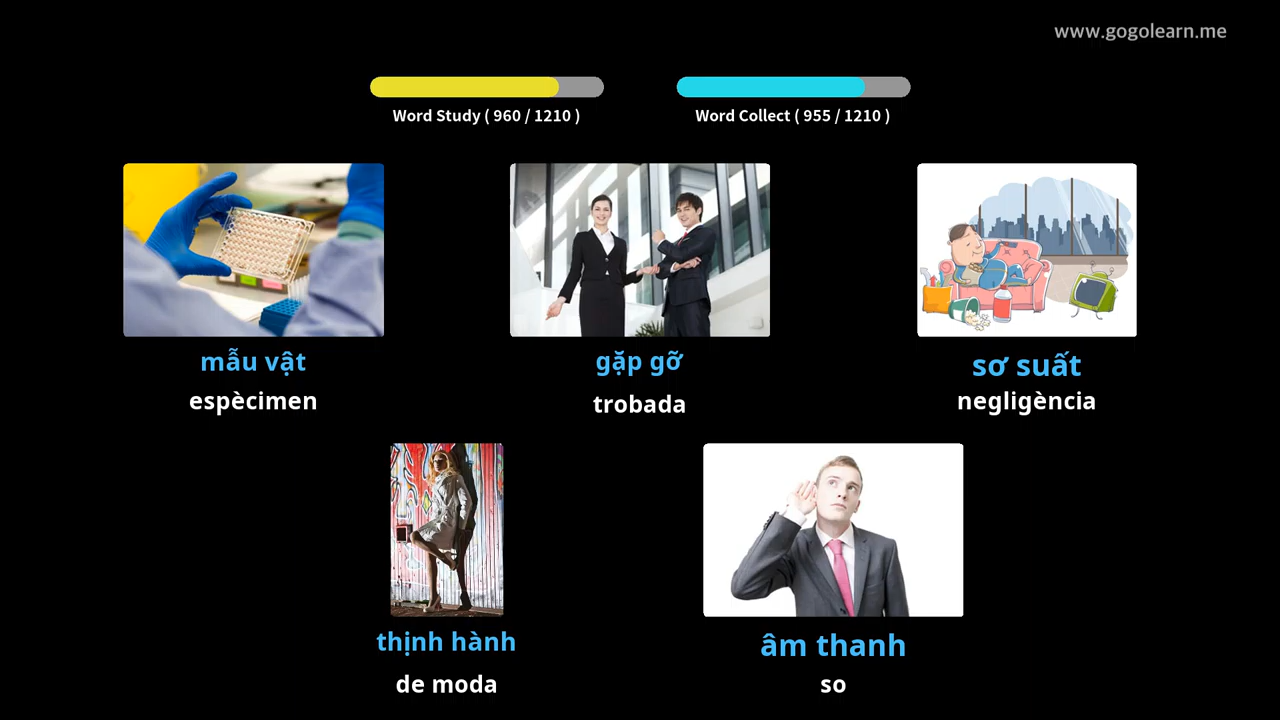 www.gogolearn.me
Word Study ( 960 / 1210 )
Word Collect ( 955 / 1210 )
mẫu vật
espècimen
gặp gỡ
trobada
sơ suất
negligència
thịnh hành
de moda
âm thanh
so